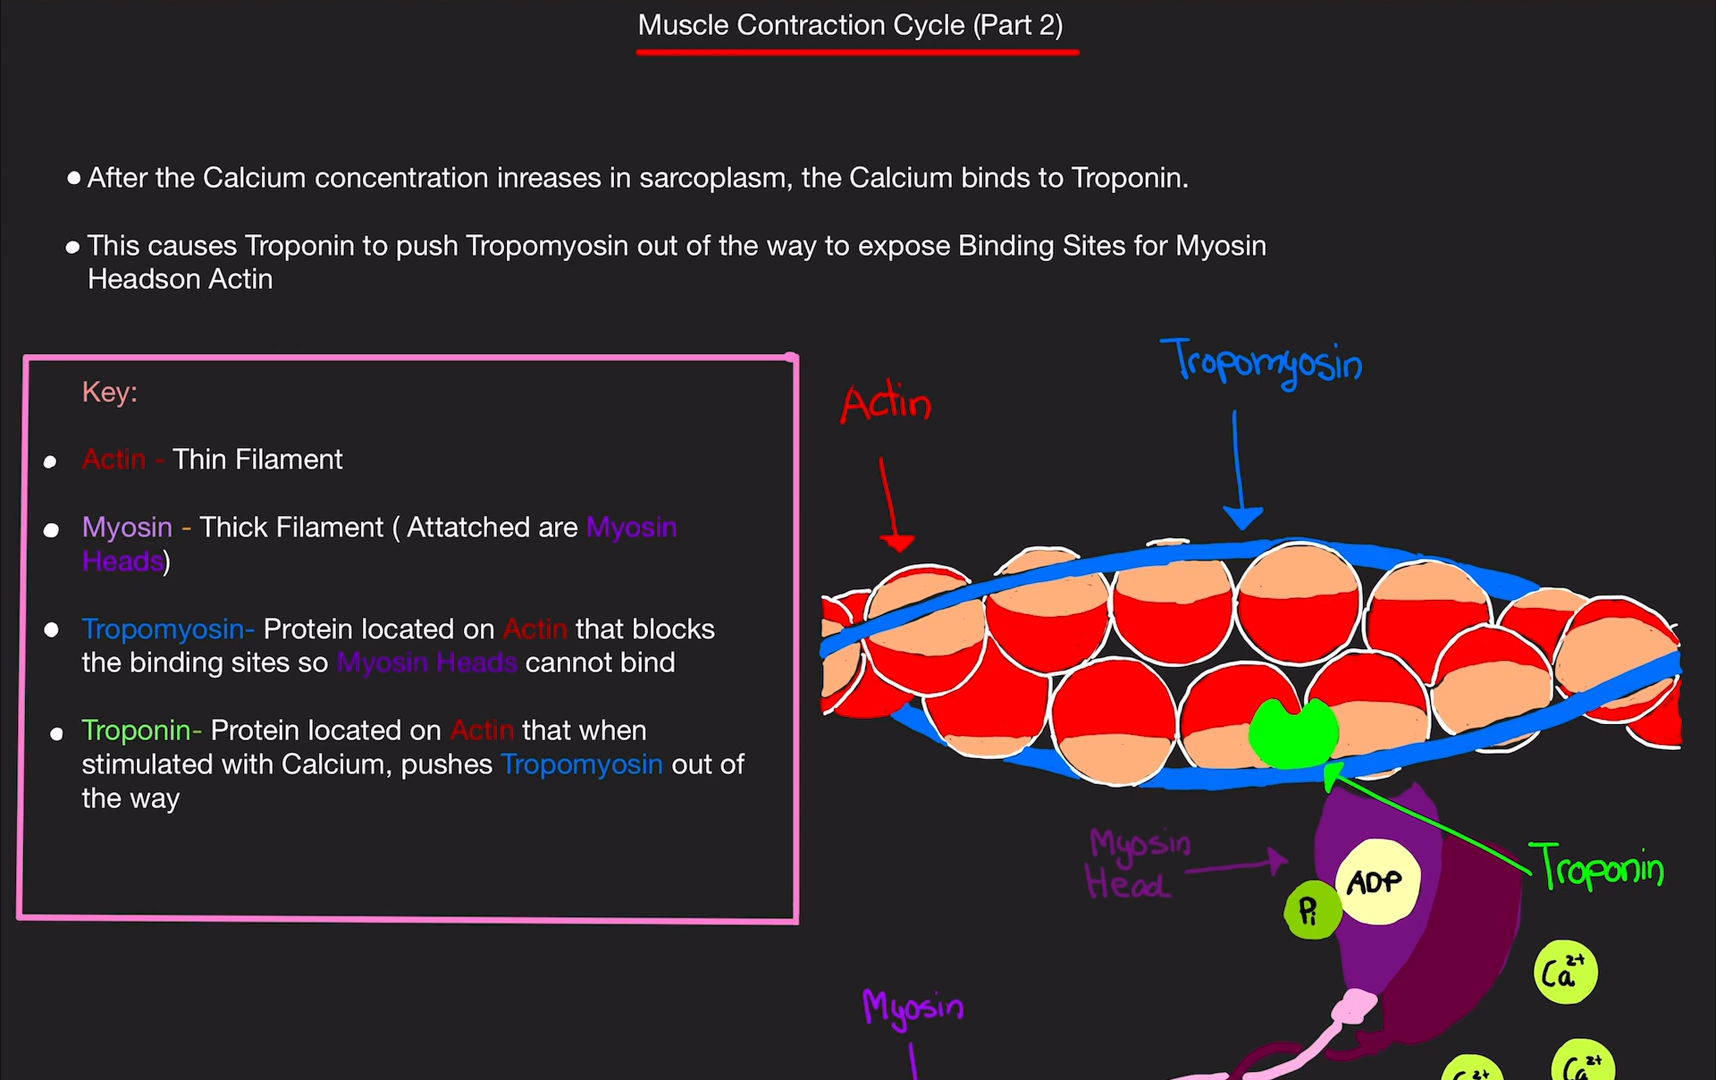 Muscle Contraction Cycle (Part 2)
After the Calcium concentration inreases in sarcoplasm, the Calcium binds to Troponin.
This causes Troponin to push Tropomyosin out of the way to expose Binding Sites for Myosin
Headson Actin
Key:
Actin - Thin Filament
Myosin - Thick Filament ( Attatched are Myosin
Heads)
Tropomyosin- Protein located on Actin that blocks
the binding sites so Myosin Heads cannot bind
Troponin- Protein located on Actin that when
stimulated with Calcium, pushes Tropomyosin out of
the way
Tropomyosin
Actin
Myosin
Head
ADP
Pi
Troponin
Ca²⁺
Myosin
Ca²⁺
Ca²⁺